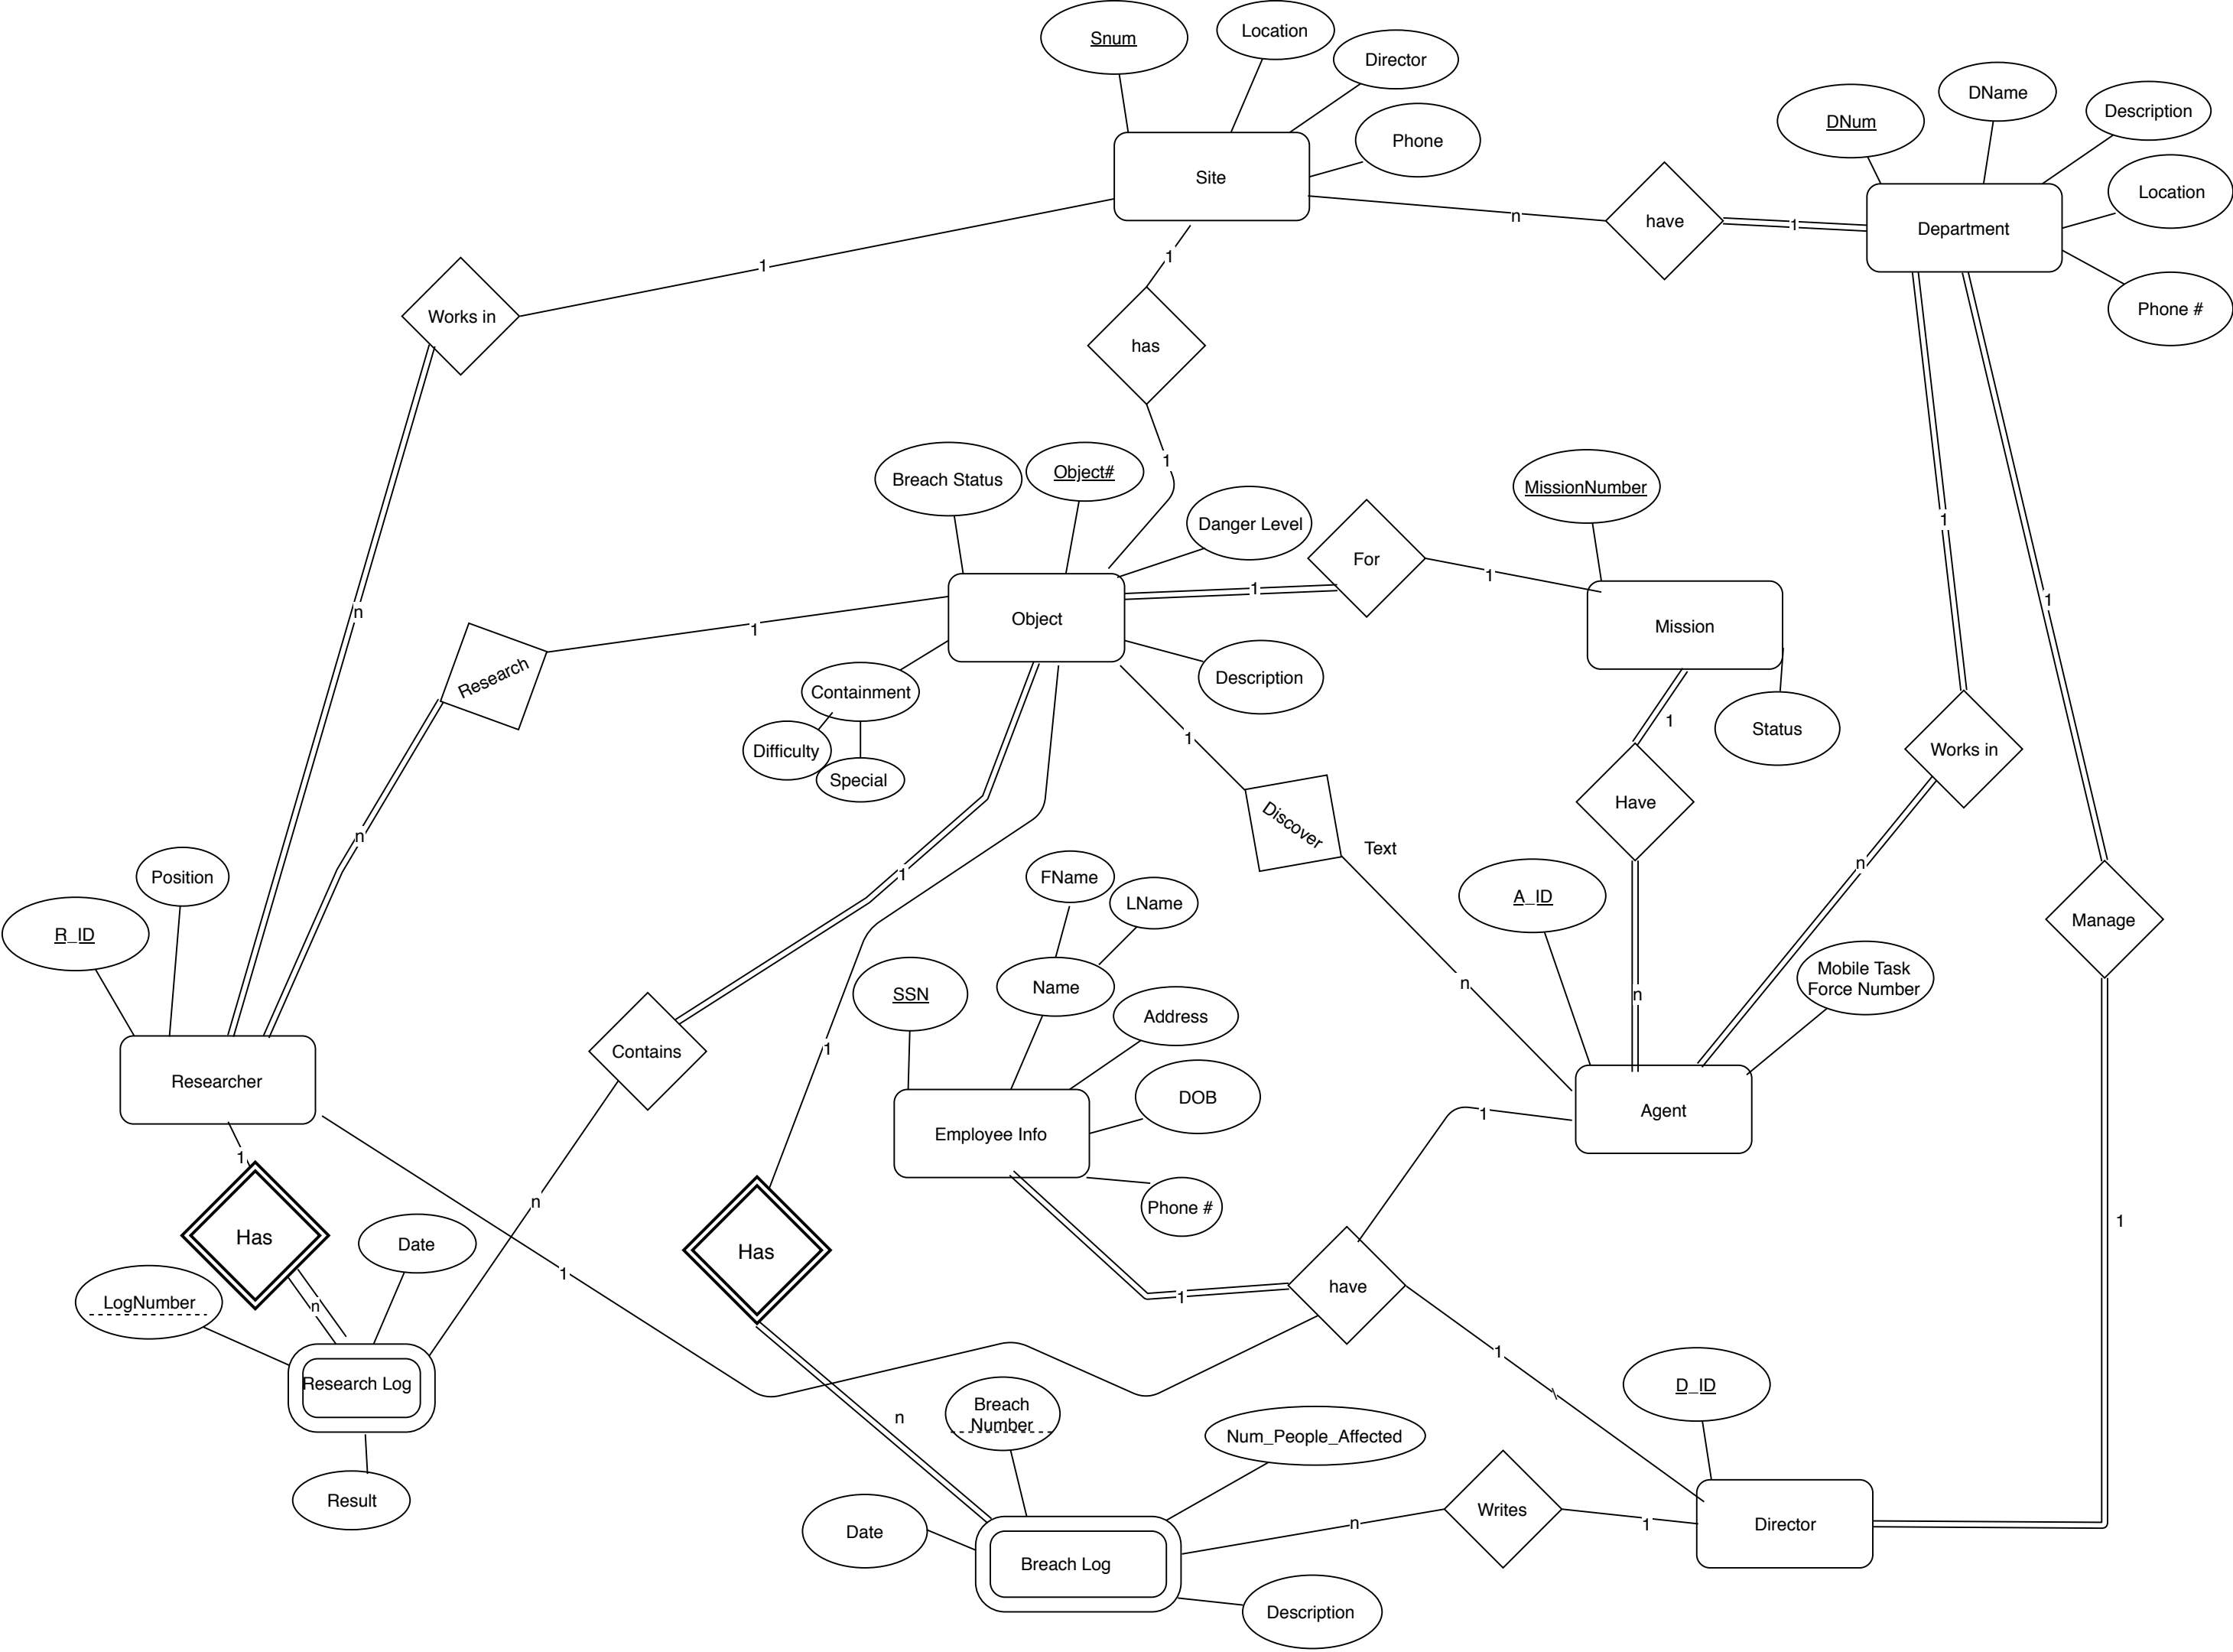 Snum
Location
Director
Phone
Site
DNum
DName
Description
Location
Phone #
Department
n
have
1
1
Works in
1
has
1
Breach Status
Object#
Danger Level
Object
1
For
1
MissionNumber
Mission
Status
1
1
n
Research
1
n
Containment
Difficulty
Special
Description
1
Discover
Text
n
1
Have
n
Works in
n
Manage
1
Position
R_ID
Researcher
1
Contains
n
1
FName
LName
Name
SSN
Address
DOB
Employee Info
Phone #
A_ID
Mobile Task
Force Number
Agent
1
1
Has
n
Date
LogNumber
Research Log
Result
1
Has
n
1
have
1
\
Breach
Number
Num_People_Affected
Date
Breach Log
Description
n
Writes
1
D_ID
Director